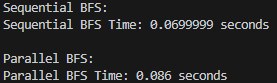 Sequential BFS:
Sequential BFS Time: 0.0699999 seconds
Parallel BFS:
Parallel BFS Time: 0.086 seconds